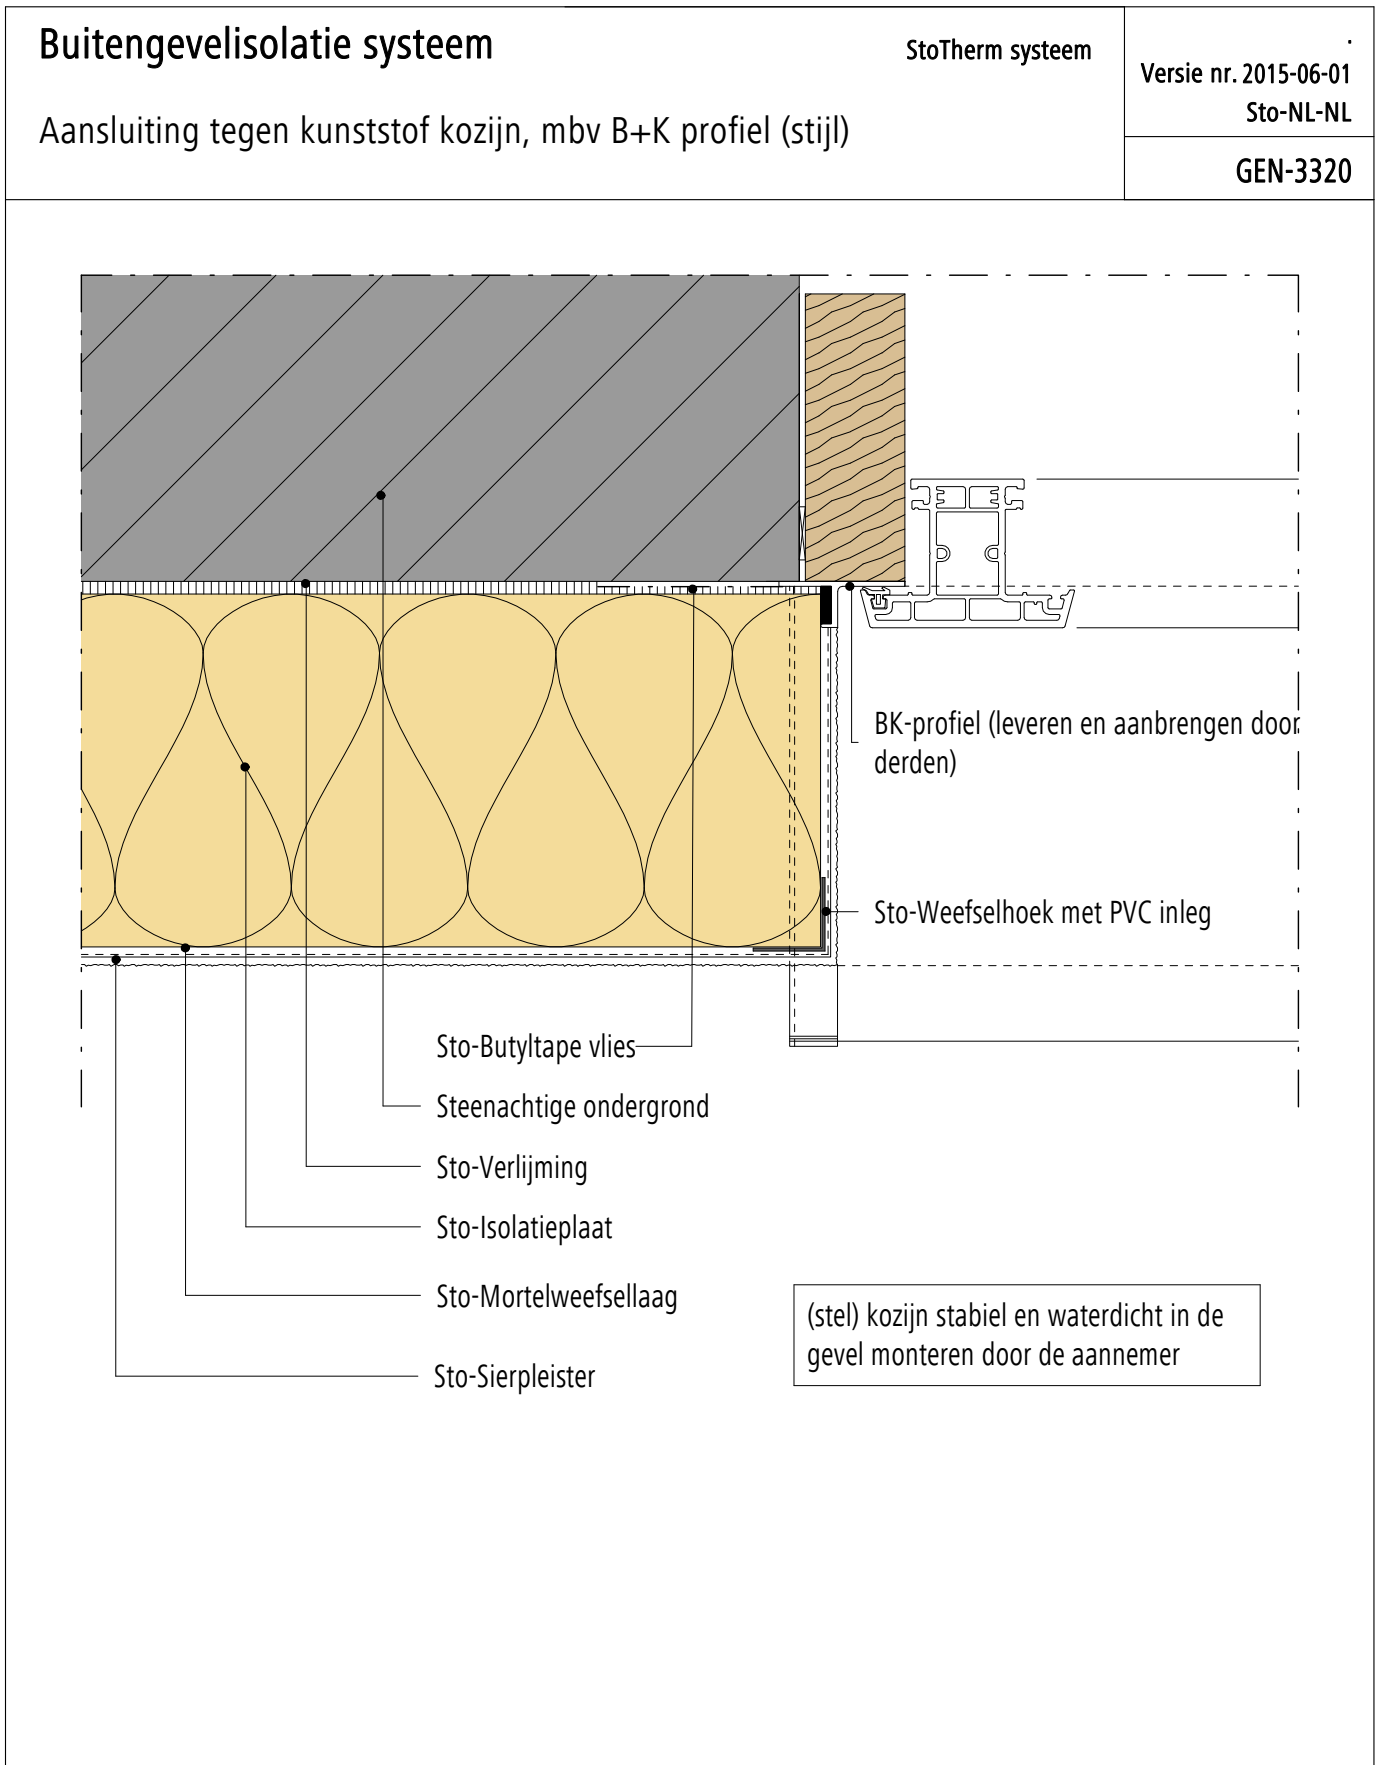 Buitengevelisolatie systeem
StoTherm systeem
.
Versie nr. 2015-06-01
Sto-NL-NL
Aansluiting tegen kunststof kozijn, mbv B+K profiel (stijl)
GEN-3320
BK-profiel (leveren en aanbrengen door
derden)
Sto-Weefselhoek met PVC inleg
Sto-Butyltape vlies
Steenachtige ondergrond
Sto-Verlijming
Sto-Isolatieplaat
Sto-Mortelweefsellaag
Sto-Sierpleister
(stel) kozijn stabiel en waterdicht in de
gevel monteren door de aannemer